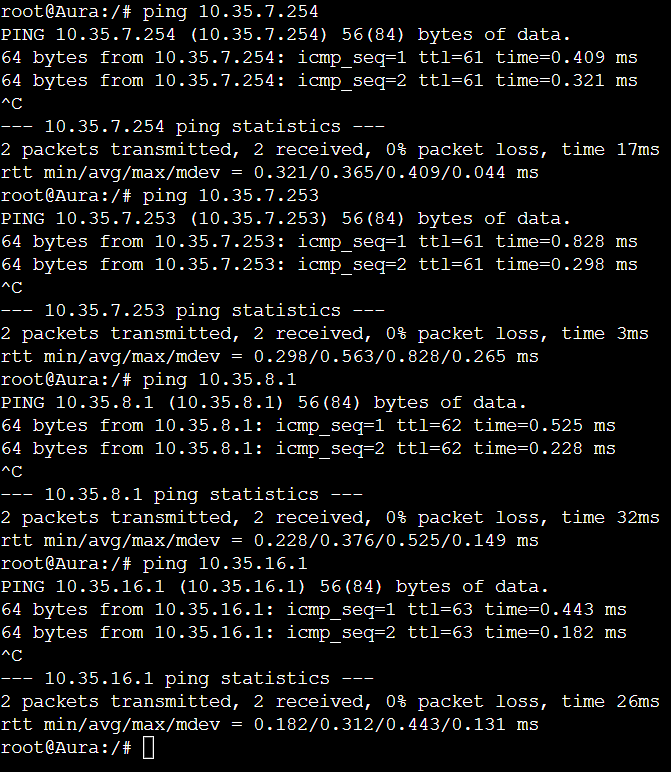 root@Aura:/# ping 10.35.7.254
PING 10.35.7.254 (10.35.7.254) 56(84) bytes of data.
64 bytes from 10.35.7.254: icmp_seq=1 ttl=61 time=0.409 ms
64 bytes from 10.35.7.254: icmp_seq=2 ttl=61 time=0.321 ms
^C
--- 10.35.7.254 ping statistics ---
2 packets transmitted, 2 received, 0% packet loss, time 17ms
rtt min/avg/max/mdev = 0.321/0.365/0.409/0.044 ms
root@Aura:/# ping 10.35.7.253
PING 10.35.7.253 (10.35.7.253) 56(84) bytes of data.
64 bytes from 10.35.7.253: icmp_seq=1 ttl=61 time=0.828 ms
64 bytes from 10.35.7.253: icmp_seq=2 ttl=61 time=0.298 ms
^C
--- 10.35.7.253 ping statistics ---
2 packets transmitted, 2 received, 0% packet loss, time 3ms
rtt min/avg/max/mdev = 0.298/0.563/0.828/0.265 ms
root@Aura:/# ping 10.35.8.1
PING 10.35.8.1 (10.35.8.1) 56(84) bytes of data.
64 bytes from 10.35.8.1: icmp_seq=1 ttl=62 time=0.525 ms
64 bytes from 10.35.8.1: icmp_seq=2 ttl=62 time=0.228 ms
^C
--- 10.35.8.1 ping statistics ---
2 packets transmitted, 2 received, 0% packet loss, time 32ms
rtt min/avg/max/mdev = 0.228/0.376/0.525/0.149 ms
root@Aura:/# ping 10.35.16.1
PING 10.35.16.1 (10.35.16.1) 56(84) bytes of data.
64 bytes from 10.35.16.1: icmp_seq=1 ttl=63 time=0.443 ms
64 bytes from 10.35.16.1: icmp_seq=2 ttl=63 time=0.182 ms
^C
--- 10.35.16.1 ping statistics ---
2 packets transmitted, 2 received, 0% packet loss, time 26ms
rtt min/avg/max/mdev = 0.182/0.312/0.443/0.131 ms
root@Aura:/#